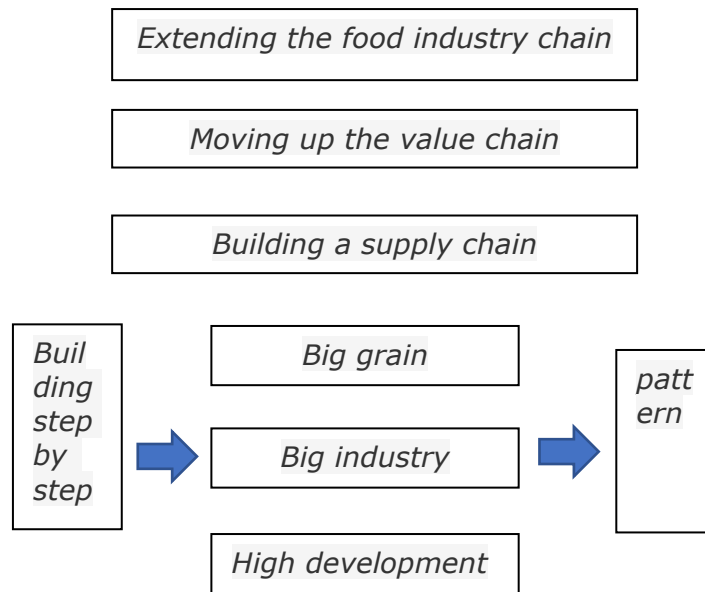 Extending the food industry chain
Moving up the value chain
Building a supply chain
Buil
ding
step
by
step
Big grain
Big industry
High development
patt
ern